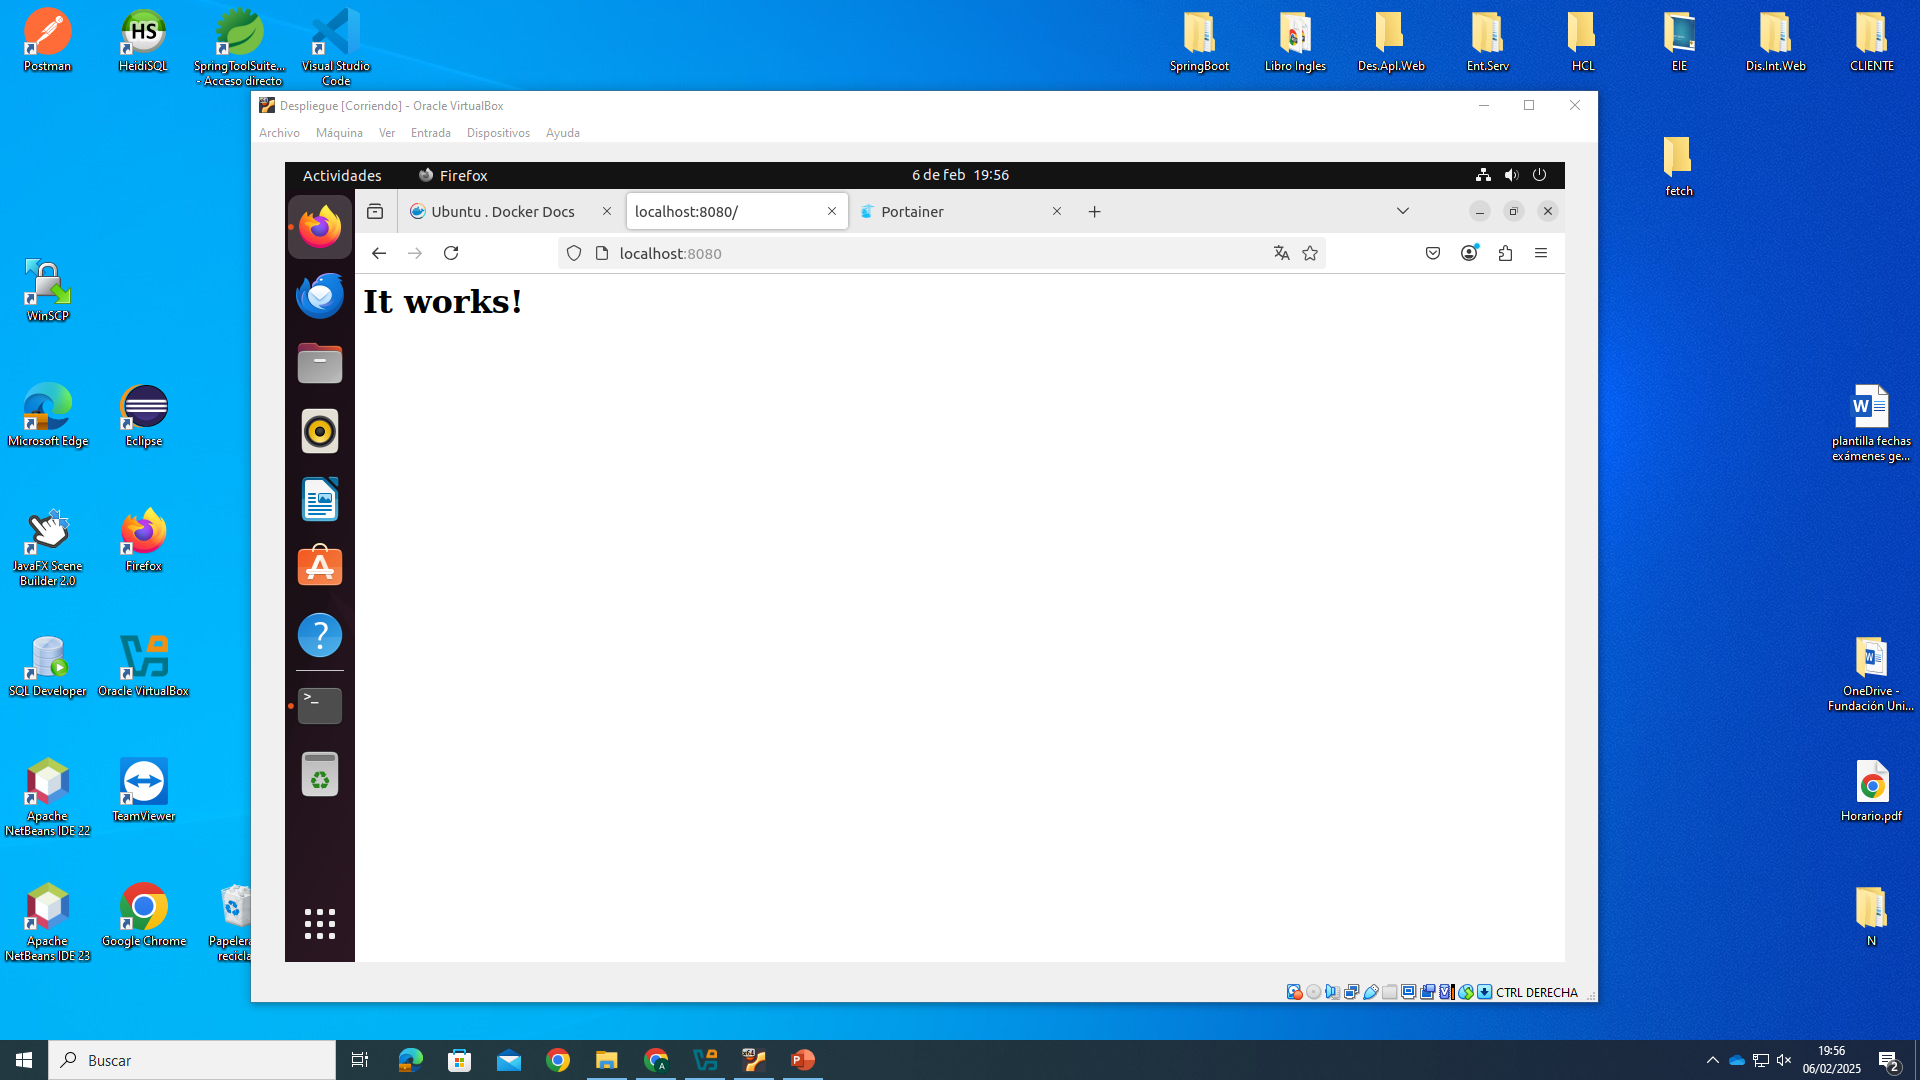 Postman
HeidiSQL
SpringToolSuite...
- Acceso directo
Visual Studio
Code
SpringBoot
Libro Ingles
Des.Apl.Web
Ent.Serv
HCL
EIE
Dis.Int.Web
CLIENTE
Despliegue [Corriendo] - Oracle VirtualBox
Archivo Máquina Ver Entrada Dispositivos Ayuda
fetch
Actividades Firefox 6 de feb 19:56
Ubuntu . Docker Docs localhost:8080/ Portainer
localhost:8080
It works!
WinSCP
Microsoft Edge
Eclipse
plantilla fechas
exámenes ge...
JavaFX Scene
Builder 2.0
Firefox
SQL Developer
Oracle VirtualBox
OneDrive -
Fundación Uni...
Apache
NetBeans IDE 22
TeamViewer
Horario.pdf
Apache
NetBeans IDE 23
Google Chrome
Papelera
recicla
N
CTRL DERECHA
Buscar
19:56
06/02/2025
2